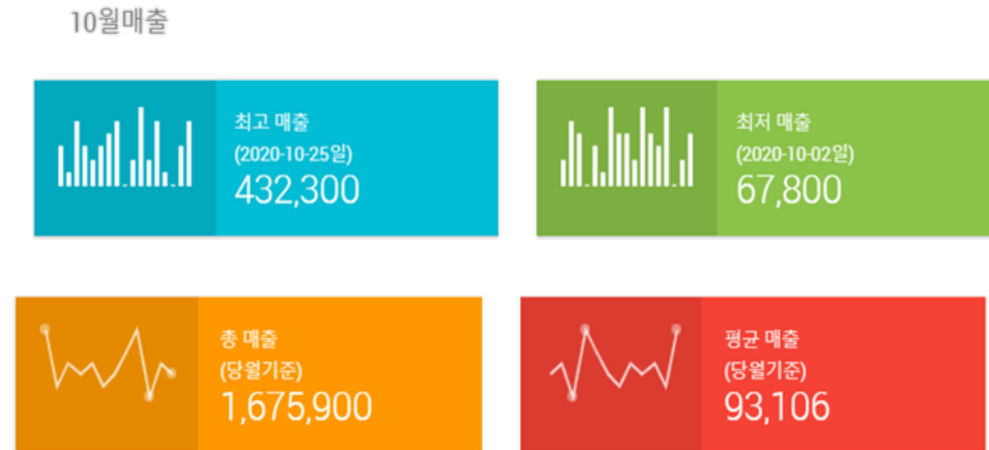 10월매출
최고 매출
(2020-10-25일)
432,300
최저 매출
(2020-10-02일)
67,800
총 매출
(당월기준)
1,675,900
평균 매출
(당월기준)
93,106